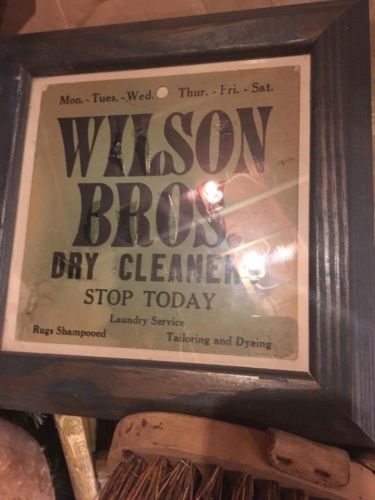 Mon. - Tues. - Wed. Thur. - Fri. - Sat.
WILSON
BROS.
DRY CLEANERS
STOP TODAY
Laundry Service
Rugs Shampooed Tailoring and Dyeing